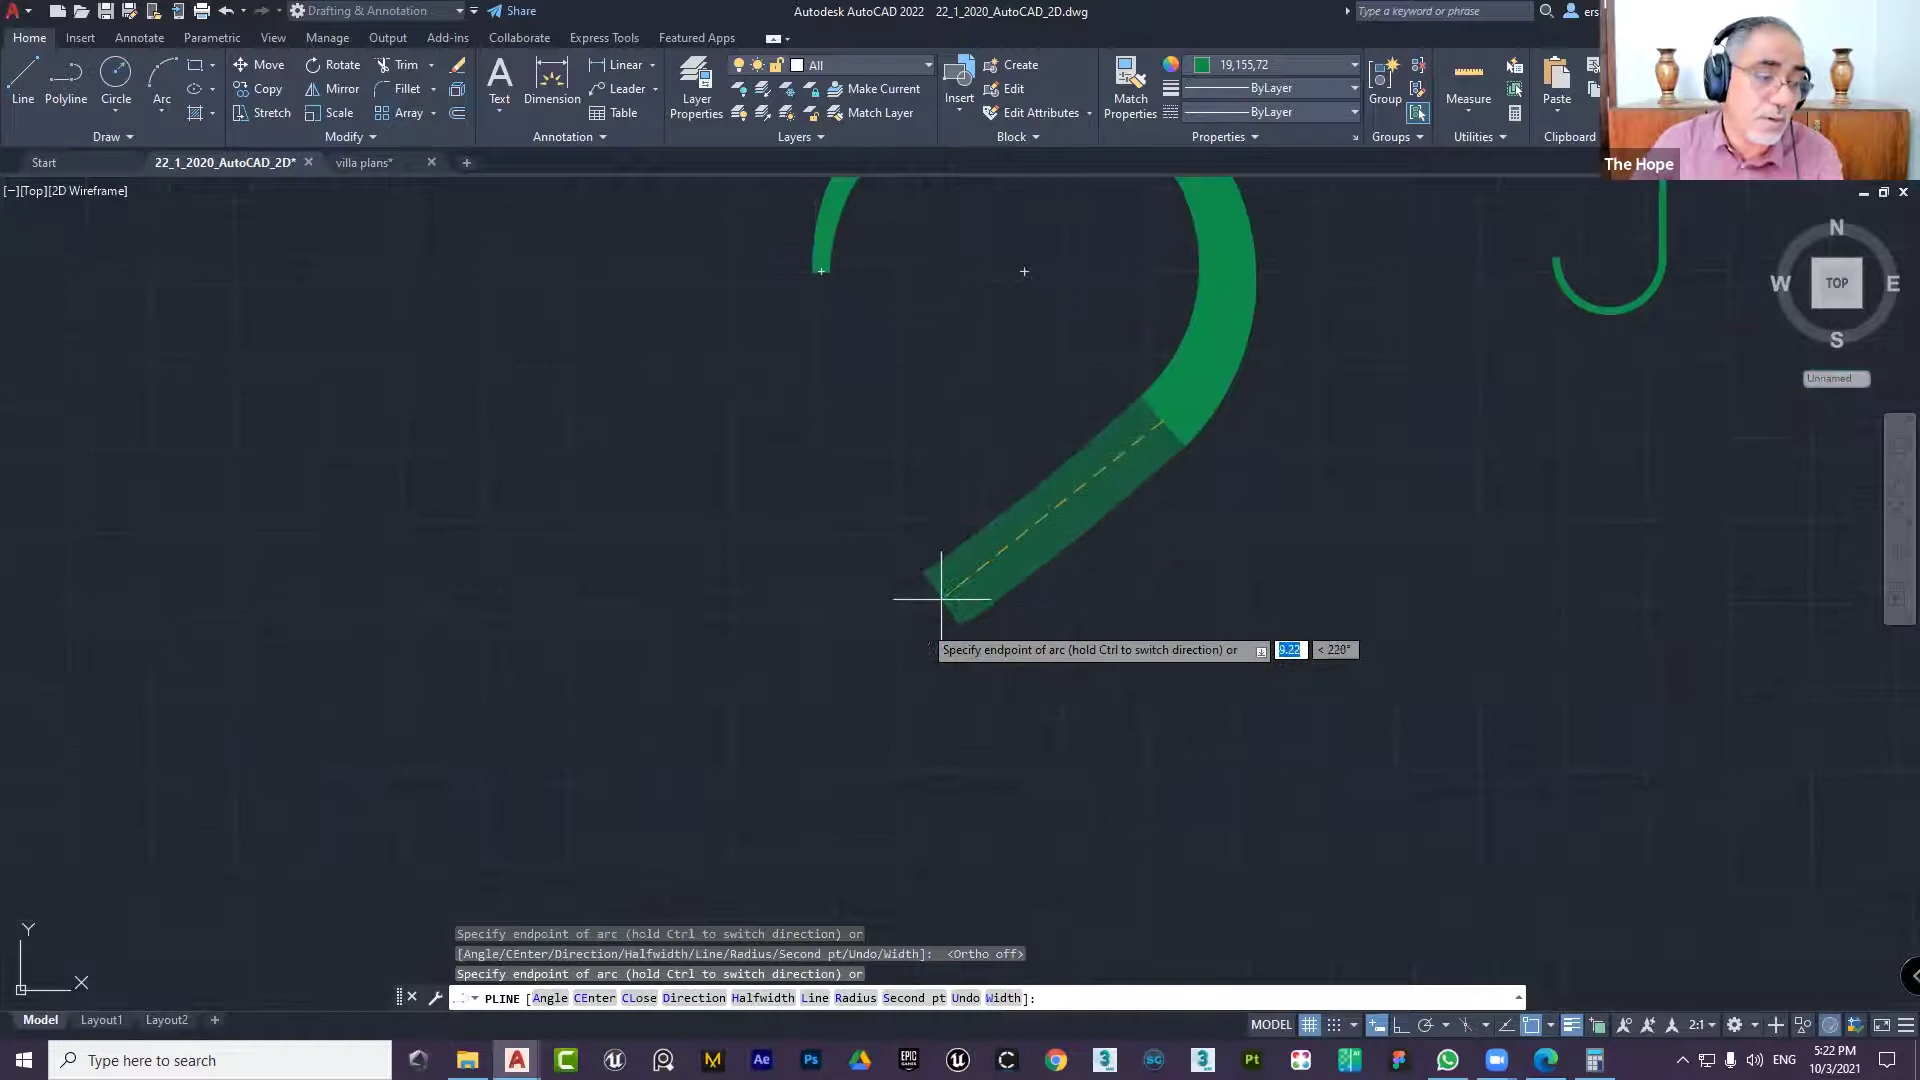 Drafting & Annotation
Share
Autodesk AutoCAD 2022 22_1_2020_AutoCAD_2D.dwg
Type a keyword or phrase
ers
Home Insert Annotate Parametric View Manage Output Add-ins Collaborate Express Tools Featured Apps
Line Polyline Circle Arc
Move Rotate Trim
Copy Mirror Fillet
Stretch Scale Array
Text Dimension
Linear
Leader
Table
Layer Properties
All
Make Current
Match Layer
Insert
Create
Edit
Edit Attributes
Match Properties
19,155,72
ByLayer
ByLayer
Group
Measure
Paste
Draw Modify Annotation Layers Block Properties Groups Utilities Clipboard
The Hope
Start 22_1_2020_AutoCAD_2D* villa plans*
[−][Top][2D Wireframe]
N
W TOP E
S
Unnamed
Specify endpoint of arc (hold Ctrl to switch direction) or 9.22 < 220°
Y
X
Specify endpoint of arc (hold Ctrl to switch direction) or
[Angle/CEnter/Direction/Halfwidth/Line/Radius/Second pt/Undo/Width]: <Ortho off>
Specify endpoint of arc (hold Ctrl to switch direction) or
PLINE [Angle CEnter CLose Direction Halfwidth Line Radius Second pt Undo Width]:
Model Layout1 Layout2
MODEL 2:1
Type here to search
ENG
5:22 PM
10/3/2021